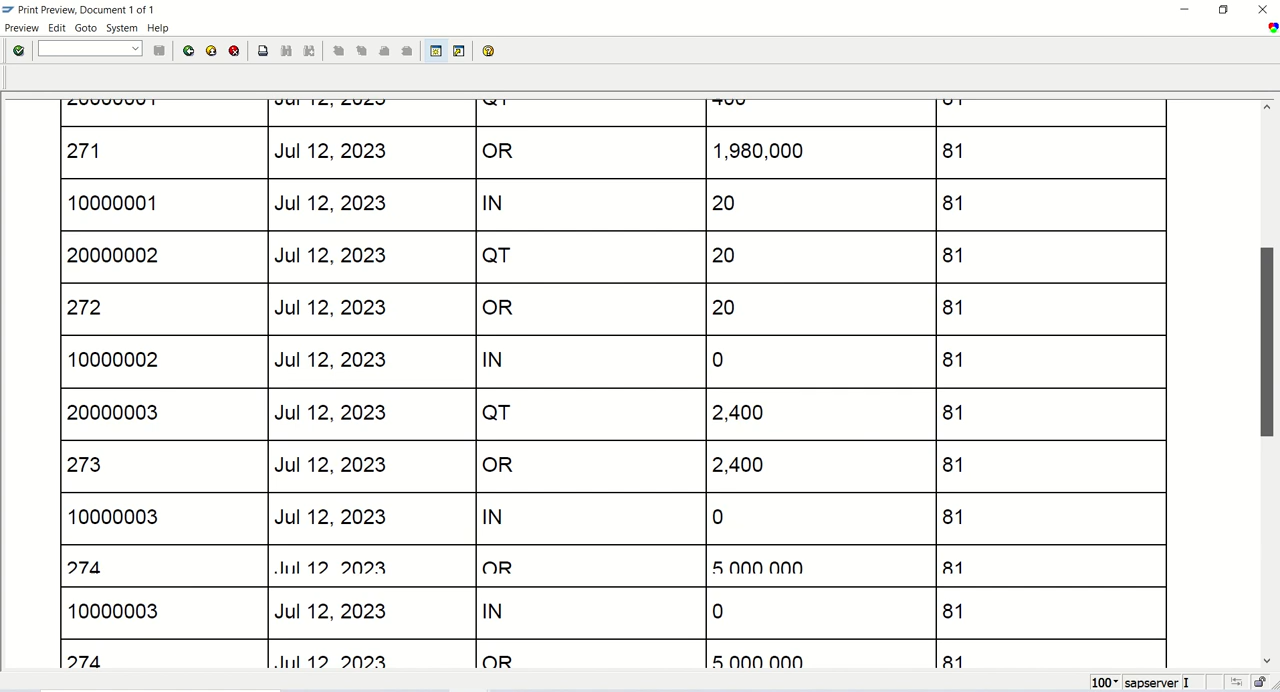 Print Preview, Document 1 of 1
Preview Edit Goto System Help
20000001 Jul 12, 2023 QT 400 81
271 Jul 12, 2023 OR 1,980,000 81
10000001 Jul 12, 2023 IN 20 81
20000002 Jul 12, 2023 QT 20 81
272 Jul 12, 2023 OR 20 81
10000002 Jul 12, 2023 IN 0 81
20000003 Jul 12, 2023 QT 2,400 81
273 Jul 12, 2023 OR 2,400 81
10000003 Jul 12, 2023 IN 0 81
274 Jul 12, 2023 OR 5,000,000 81
10000003 Jul 12, 2023 IN 0 81
274 Jul 12, 2023 OR 5,000,000 81
100 sapserver